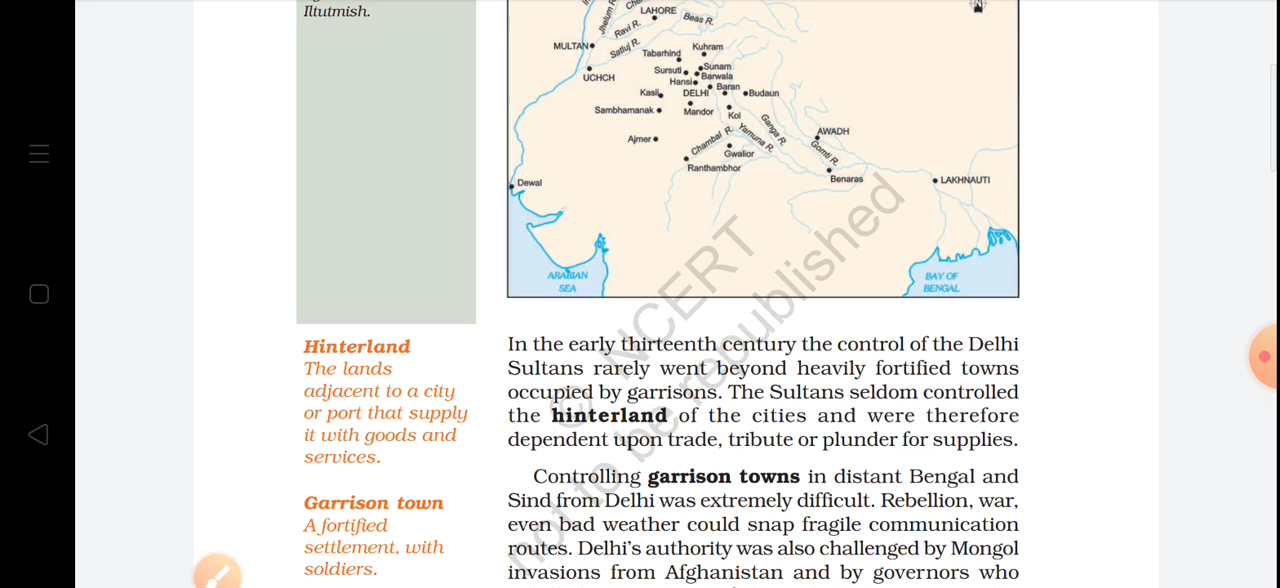 Iltutmish.
Jhelum R.
LAHORE
Beas R.
Ravi R.
MULTAN
Satluj R.
Kuhram
Tabarhind
Sursuti
Sunam
UCHCH
Hansi
Barwala
Baran
Kasli
DELHI
Budaun
Sambhamanak
Mandor
Kol
Ganga R.
Ajmer
Chambal R.
Yamuna R.
AWADH
Gwalior
Gomti R.
Ranthambhor
Benaras
LAKHNAUTI
Dewal
ARABIAN
SEA
BAY OF
BENGAL
© NCERT
not to be republished
Hinterland
The lands
adjacent to a city
or port that supply
it with goods and
services.
Garrison town
A fortified
settlement, with
soldiers.
In the early thirteenth century the control of the Delhi
Sultans rarely went beyond heavily fortified towns
occupied by garrisons. The Sultans seldom controlled
the hinterland of the cities and were therefore
dependent upon trade, tribute or plunder for supplies.
Controlling garrison towns in distant Bengal and
Sind from Delhi was extremely difficult. Rebellion, war,
even bad weather could snap fragile communication
routes. Delhi's authority was also challenged by Mongol
invasions from Afghanistan and by governors who